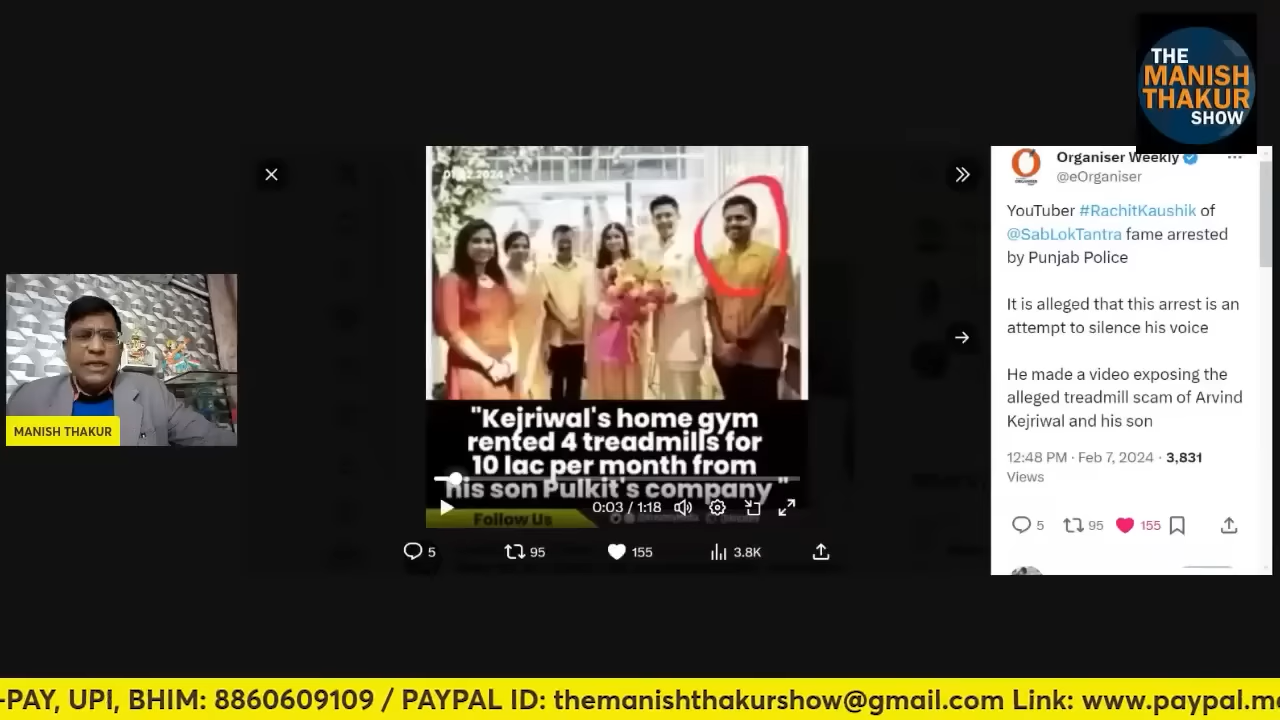 THE
MANISH
THAKUR
SHOW
Organiser Weekly
@eOrganiser
YouTuber #RachitKaushik of
@SabLokTantra fame arrested
by Punjab Police
It is alleged that this arrest is an
attempt to silence his voice
He made a video exposing the
alleged treadmill scam of Arvind
Kejriwal and his son
12:48 PM · Feb 7, 2024 · 3,831
Views
5 95 155
"Kejriwal's home gym
rented 4 treadmills for
10 lac per month from
his son Pulkit's company "
0:03 / 1:18
Follow Us
5 95 155 3.8K
MANISH THAKUR
-PAY, UPI, BHIM: 8860609109 / PAYPAL ID: themanishthakurshow@gmail.com Link: www.paypal.m